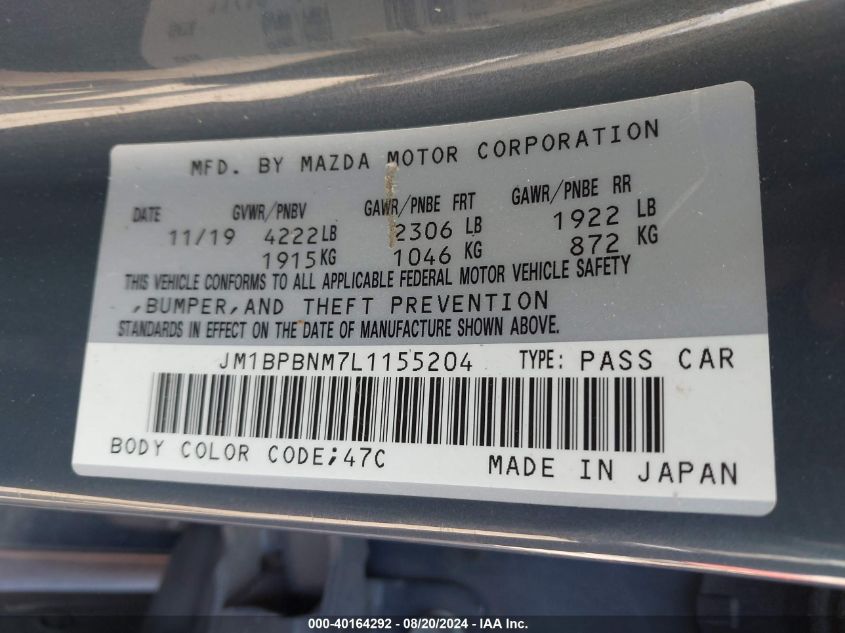 MFD. BY MAZDA MOTOR CORPORATION
DATE GVWR/PNBV GAWR/PNBE FRT GAWR/PNBE RR
11/19 4222LB 2306 LB 1922 LB
1915KG 1046 KG 872 KG
THIS VEHICLE CONFORMS TO ALL APPLICABLE FEDERAL MOTOR VEHICLE SAFETY
,BUMPER,AND THEFT PREVENTION
STANDARDS IN EFFECT ON THE DATE OF MANUFACTURE SHOWN ABOVE.
JM1BPBNM7L1155204 TYPE: PASS CAR
BODY COLOR CODE;47C MADE IN JAPAN
000-40164292 - 08/20/2024 - IAA Inc.